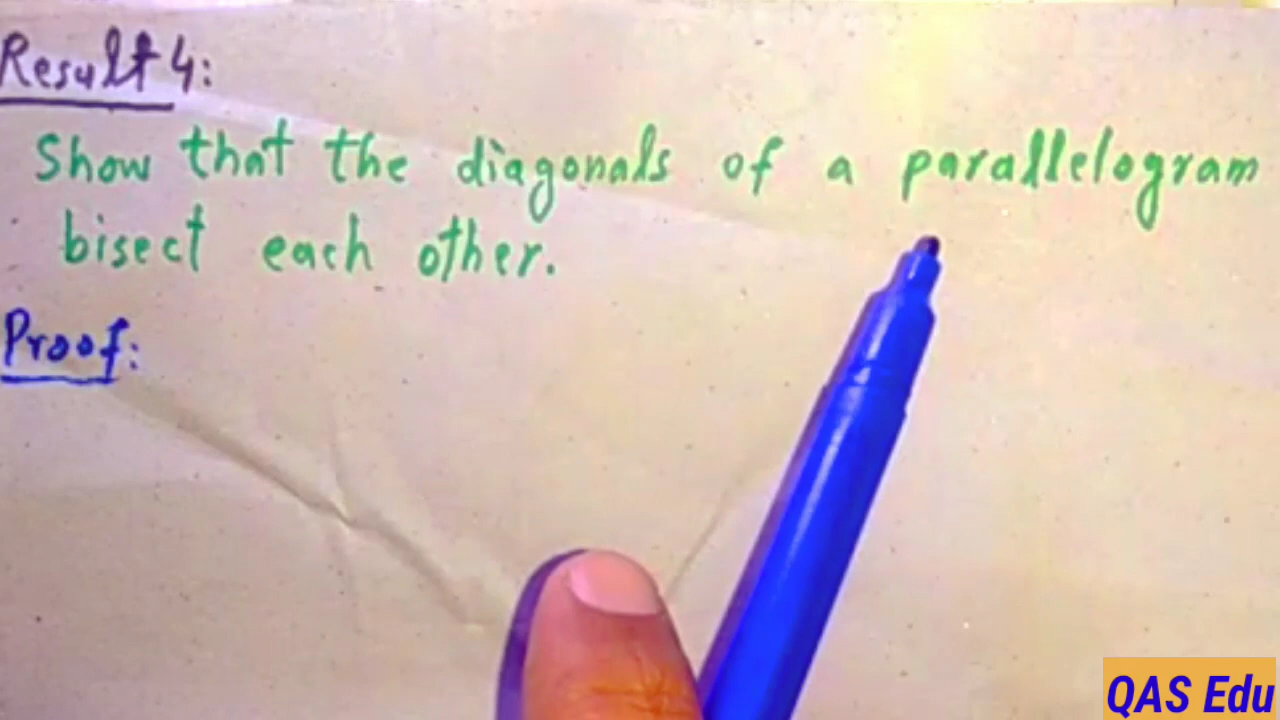 Result 4:
Show that the diagonals of a parallelogram
bisect each other.
Proof:
QAS Edu